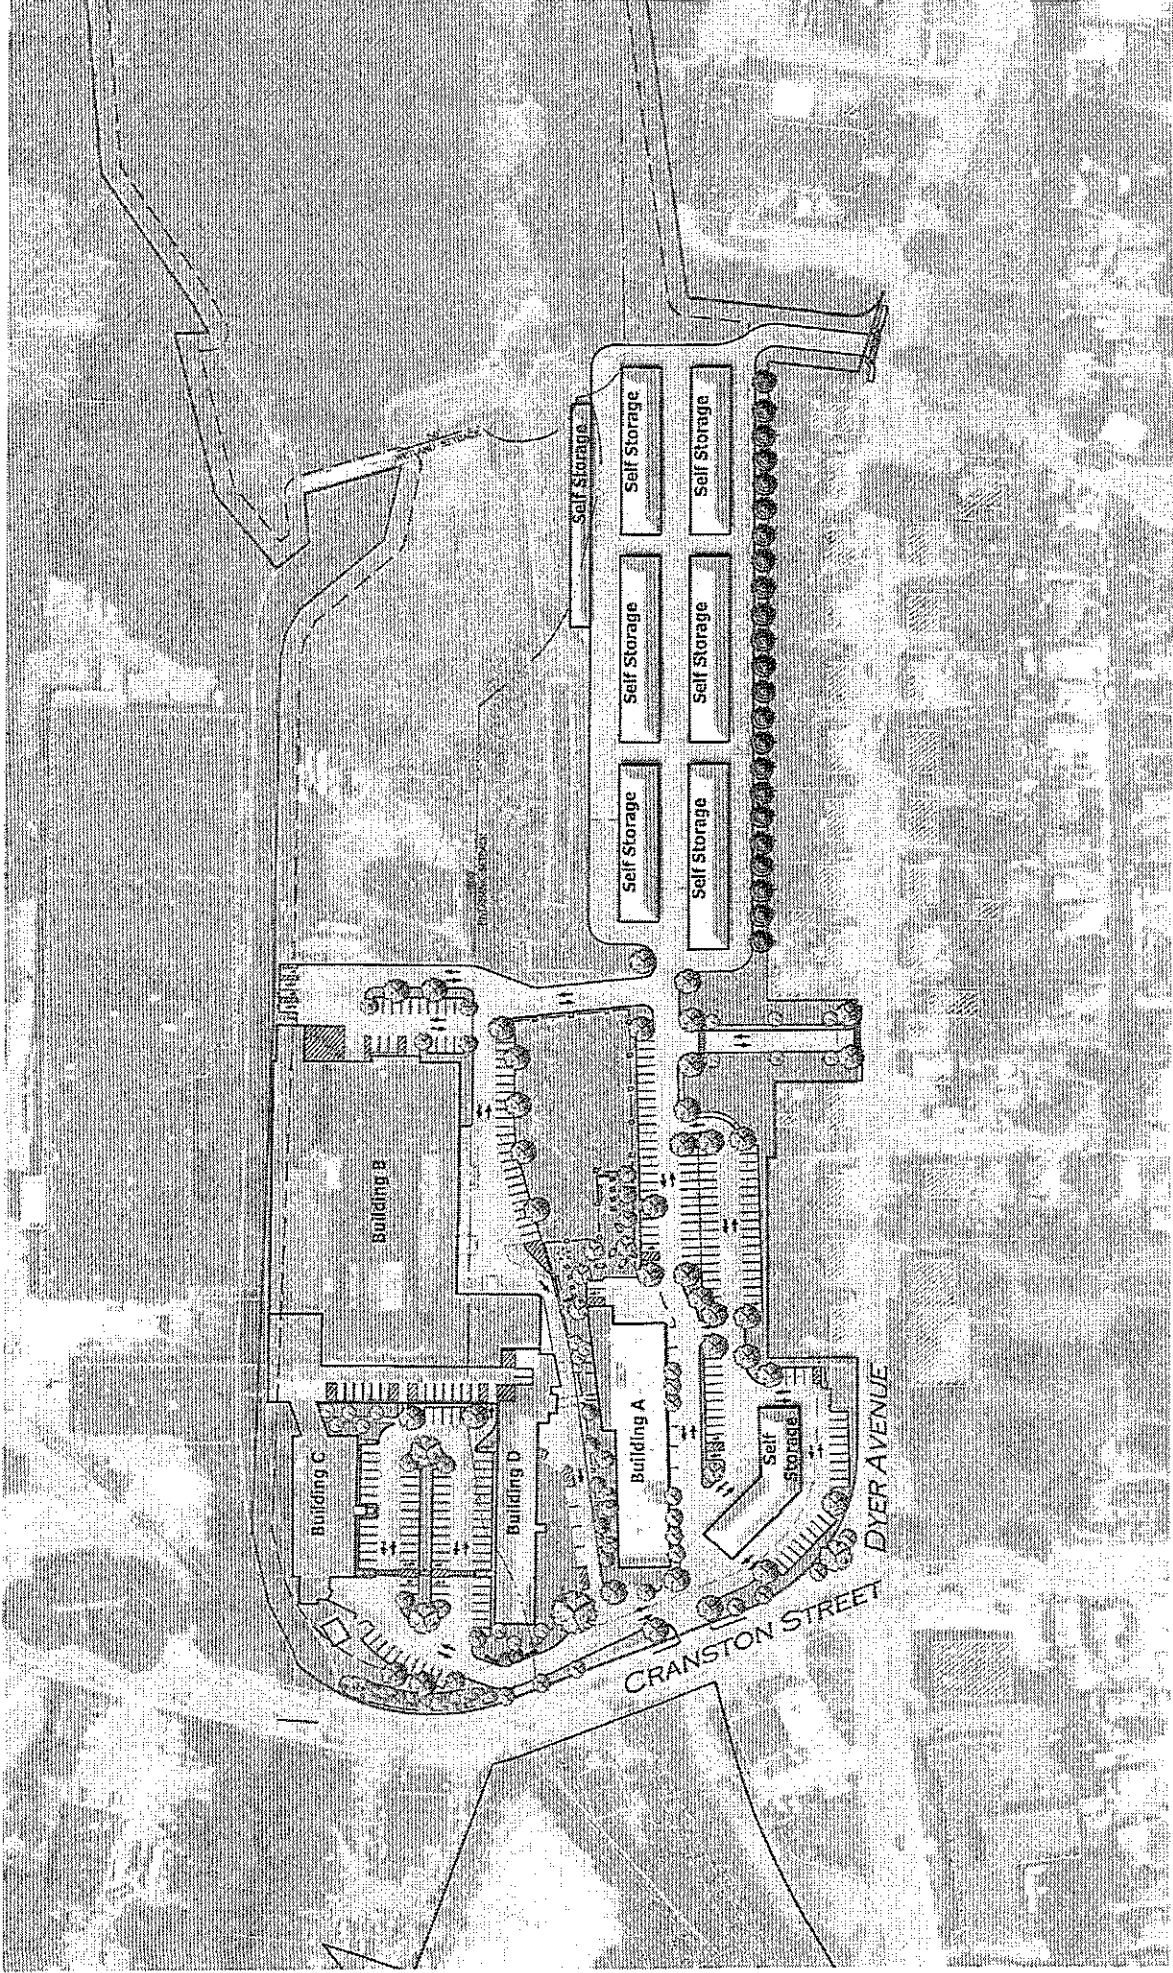 Self Storage
Self Storage
Self Storage
Self Storage
Self Storage
Self Storage
Self Storage
Building B
Building C
Building D
Building A
Self
Storage
CRANSTON STREET
DYER AVENUE